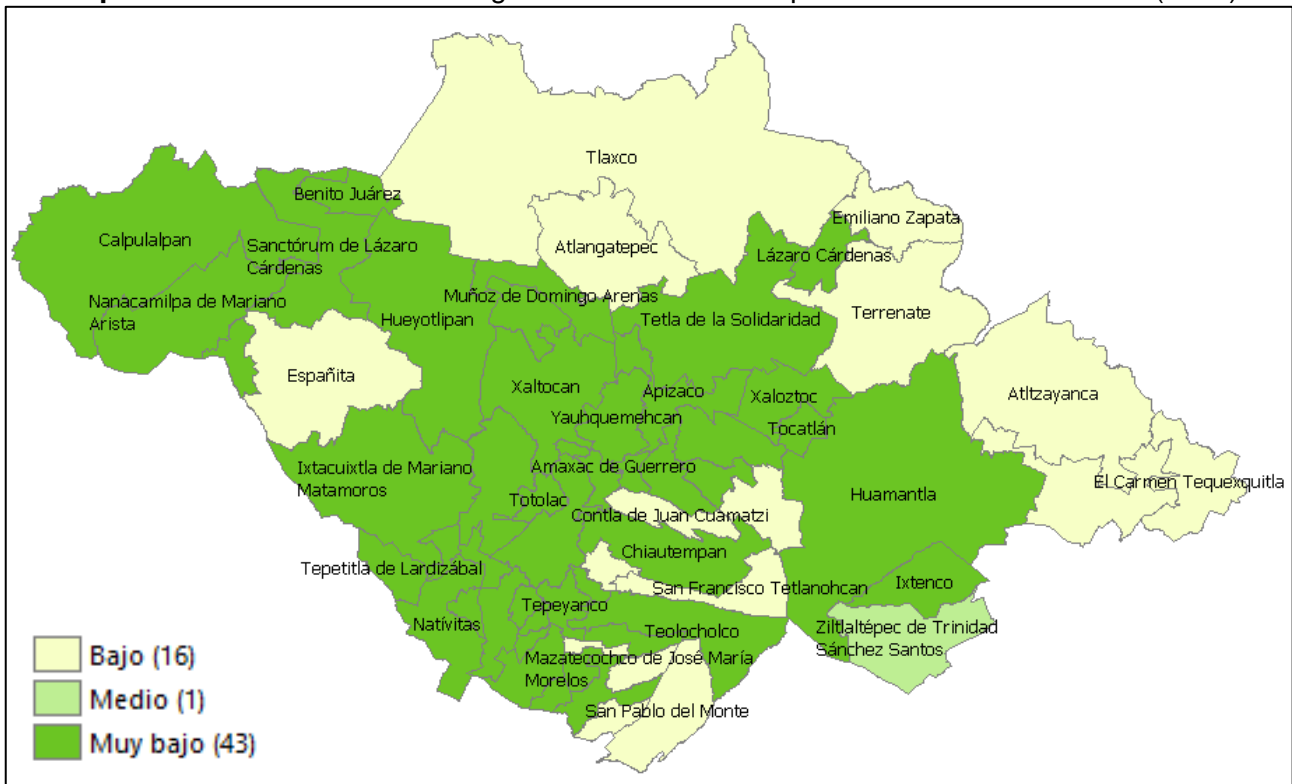 Tlaxco
Benito Juárez
Emiliano Zapata
Calpulalpan
Sanctórum de Lázaro
Cárdenas
Atlangatepec
Lázaro Cárdenas
Nanacamilpa de Mariano
Arista
Muñoz de Domingo Arenas
Hueyotlipan
Tetla de la Solidaridad
Terrenate
Españita
Xaltocan
Apizaco
Xaloztoc
Atltzayanca
Yauhquemehcan
Tocatlán
Ixtacuixtla de Mariano
Matamoros
Amaxac de Guerrero
Totolac
Huamantla
El Carmen Tequexquitla
Contla de Juan Cuamatzi
Chiautempan
Tepetitla de Lardizábal
San Francisco Tetlanohcan
Ixtenco
Tepeyanco
Natívitas
Teolocholco
Ziltlaltépec de Trinidad
Sánchez Santos
Mazatecochco de José María
Morelos
San Pablo del Monte
Bajo (16)
Medio (1)
Muy bajo (43)